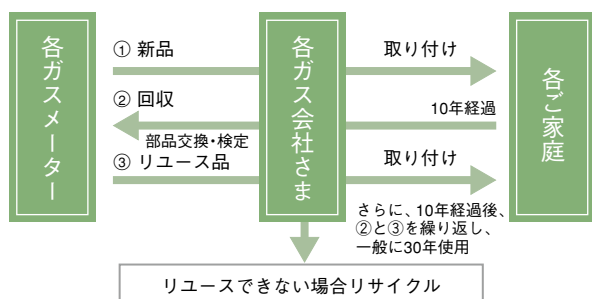 各ガスメーター
① 新品
② 回収
部品交換・検定
③ リユース品
各ガス会社さま
取り付け
10年経過
取り付け
さらに、10年経過後、
②と③を繰り返し、
一般に30年使用
各ご家庭
リユースできない場合リサイクル